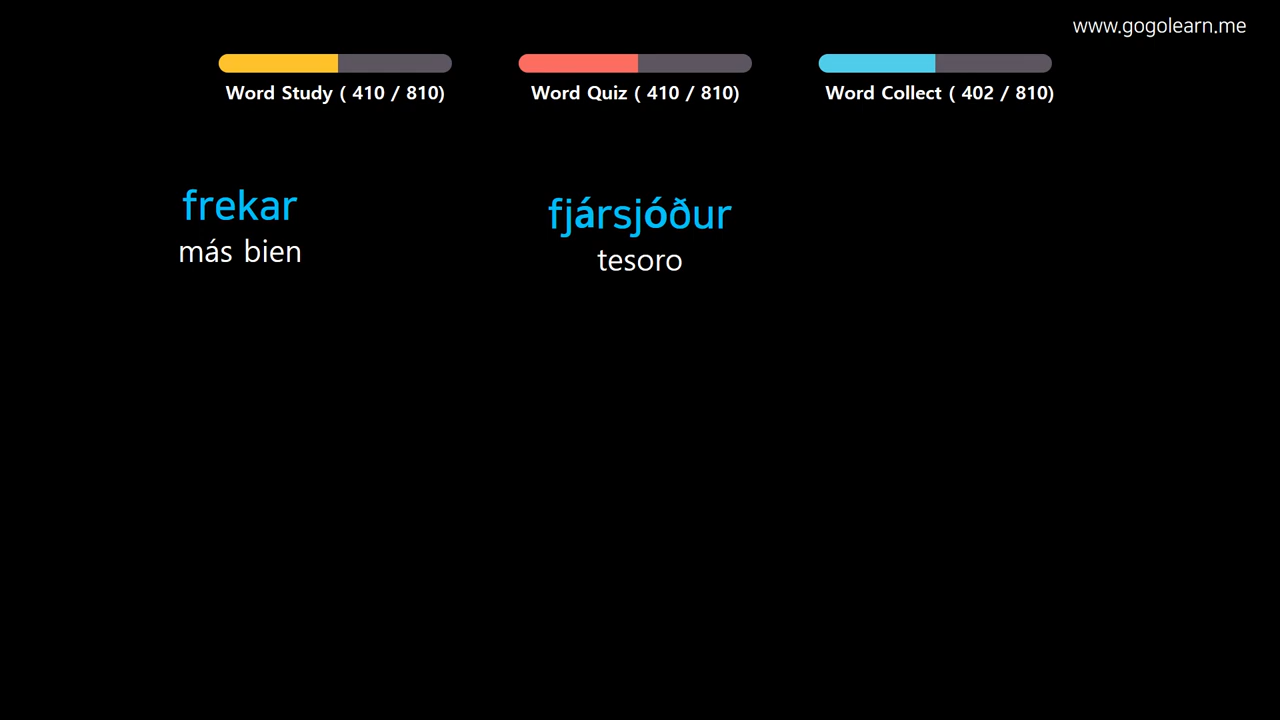 www.gogolearn.me
Word Study ( 410 / 810)
Word Quiz ( 410 / 810)
Word Collect ( 402 / 810)
frekar
más bien
fjársjóður
tesoro